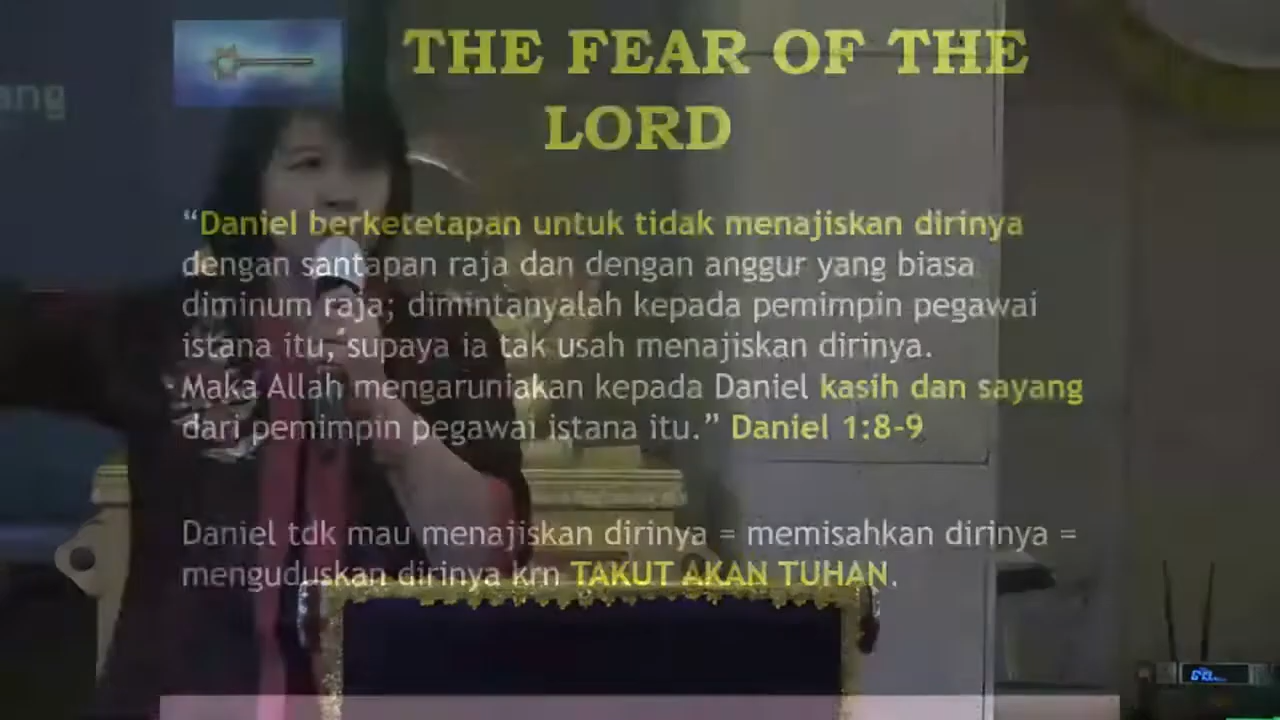 ang
THE FEAR OF THE
LORD
“Daniel berketetapan untuk tidak menajiskan dirinya
dengan santapan raja dan dengan anggur yang biasa
diminum raja; dimintanyalah kepada pemimpin pegawai
istana itu, supaya ia tak usah menajiskan dirinya.
Maka Allah mengaruniakan kepada Daniel kasih dan sayang
dari pemimpin pegawai istana itu.” Daniel 1:8-9
Daniel tdk mau menajiskan dirinya = memisahkan dirinya =
menguduskan dirinya krn TAKUT AKAN TUHAN.